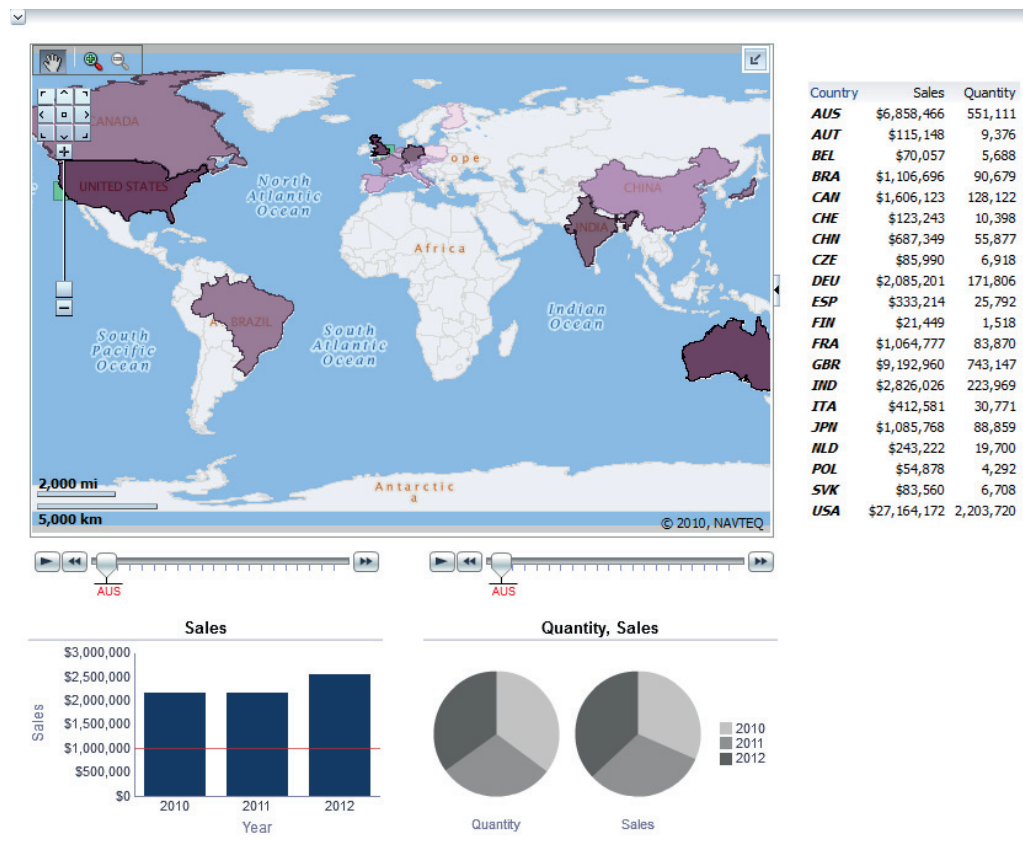 CANADA
UNITED STATES
North
Atlantic
Ocean
ope
CHINA
INDIA
Africa
BRAZIL
A
South
Pacific
Ocean
South
Atlantic
Ocean
Indian
Ocean
2,000 mi
5,000 km
Antarctic
a
© 2010, NAVTEQ
Country Sales Quantity
AUS $6,858,466 551,111
AUT $115,148 9,376
BEL $70,057 5,688
BRA $1,106,696 90,679
CAN $1,606,123 128,122
CHE $123,243 10,398
CHN $687,349 55,877
CZE $85,990 6,918
DEU $2,085,201 171,806
ESP $333,214 25,792
FIN $21,449 1,518
FRA $1,064,777 83,870
GBR $9,192,960 743,147
IND $2,826,026 223,969
ITA $412,581 30,771
JPN $1,085,768 88,859
NLD $243,222 19,700
POL $54,878 4,292
SVK $83,560 6,708
USA $27,164,172 2,203,720
AUS
AUS
Sales
$3,000,000
$2,500,000
$2,000,000
$1,500,000
$1,000,000
$500,000
$0
Sales
2010 2011 2012
Year
Quantity, Sales
2010
2011
2012
Quantity Sales